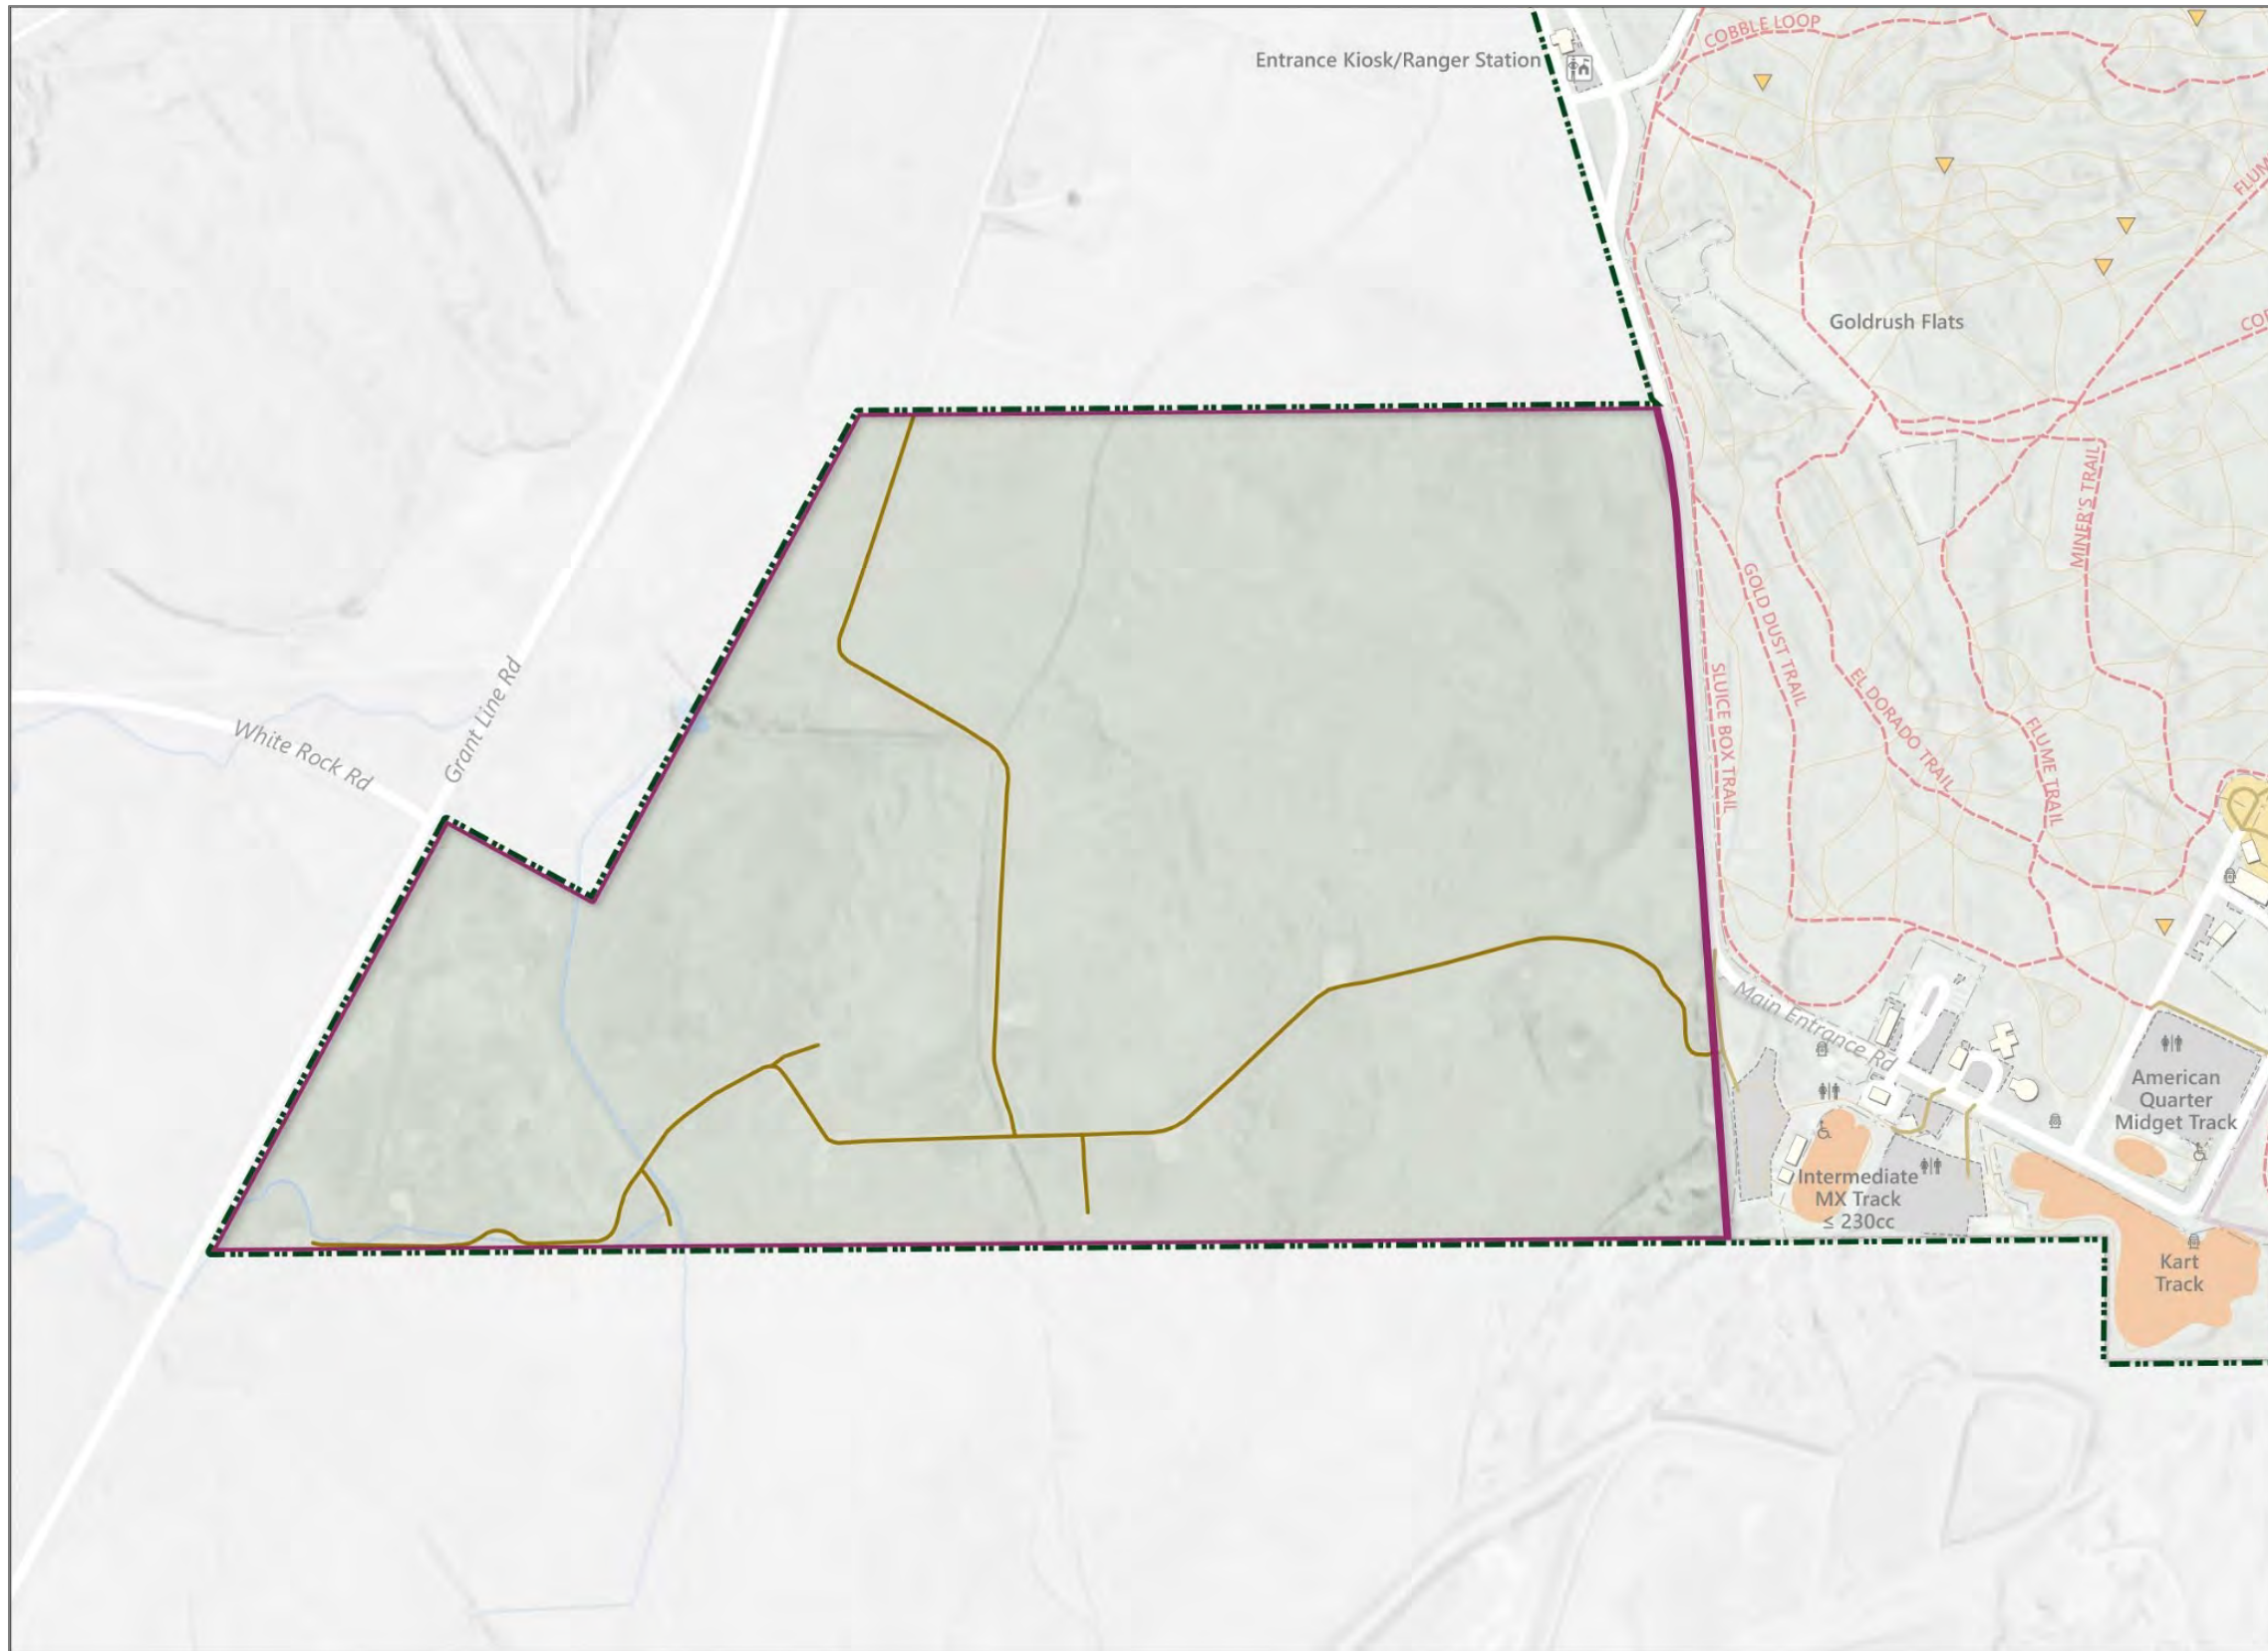 COBBLE LOOP
Entrance Kiosk/Ranger Station
Goldrush Flats
MINER'S TRAIL
GOLD DUST TRAIL
Grant Line Rd
SLUICE BOX TRAIL
EL DORADO TRAIL
White Rock Rd
FLUME TRAIL
Main Entrance Rd
American
Quarter
Midget Track
Intermediate
MX Track
≤ 230cc
Kart
Track